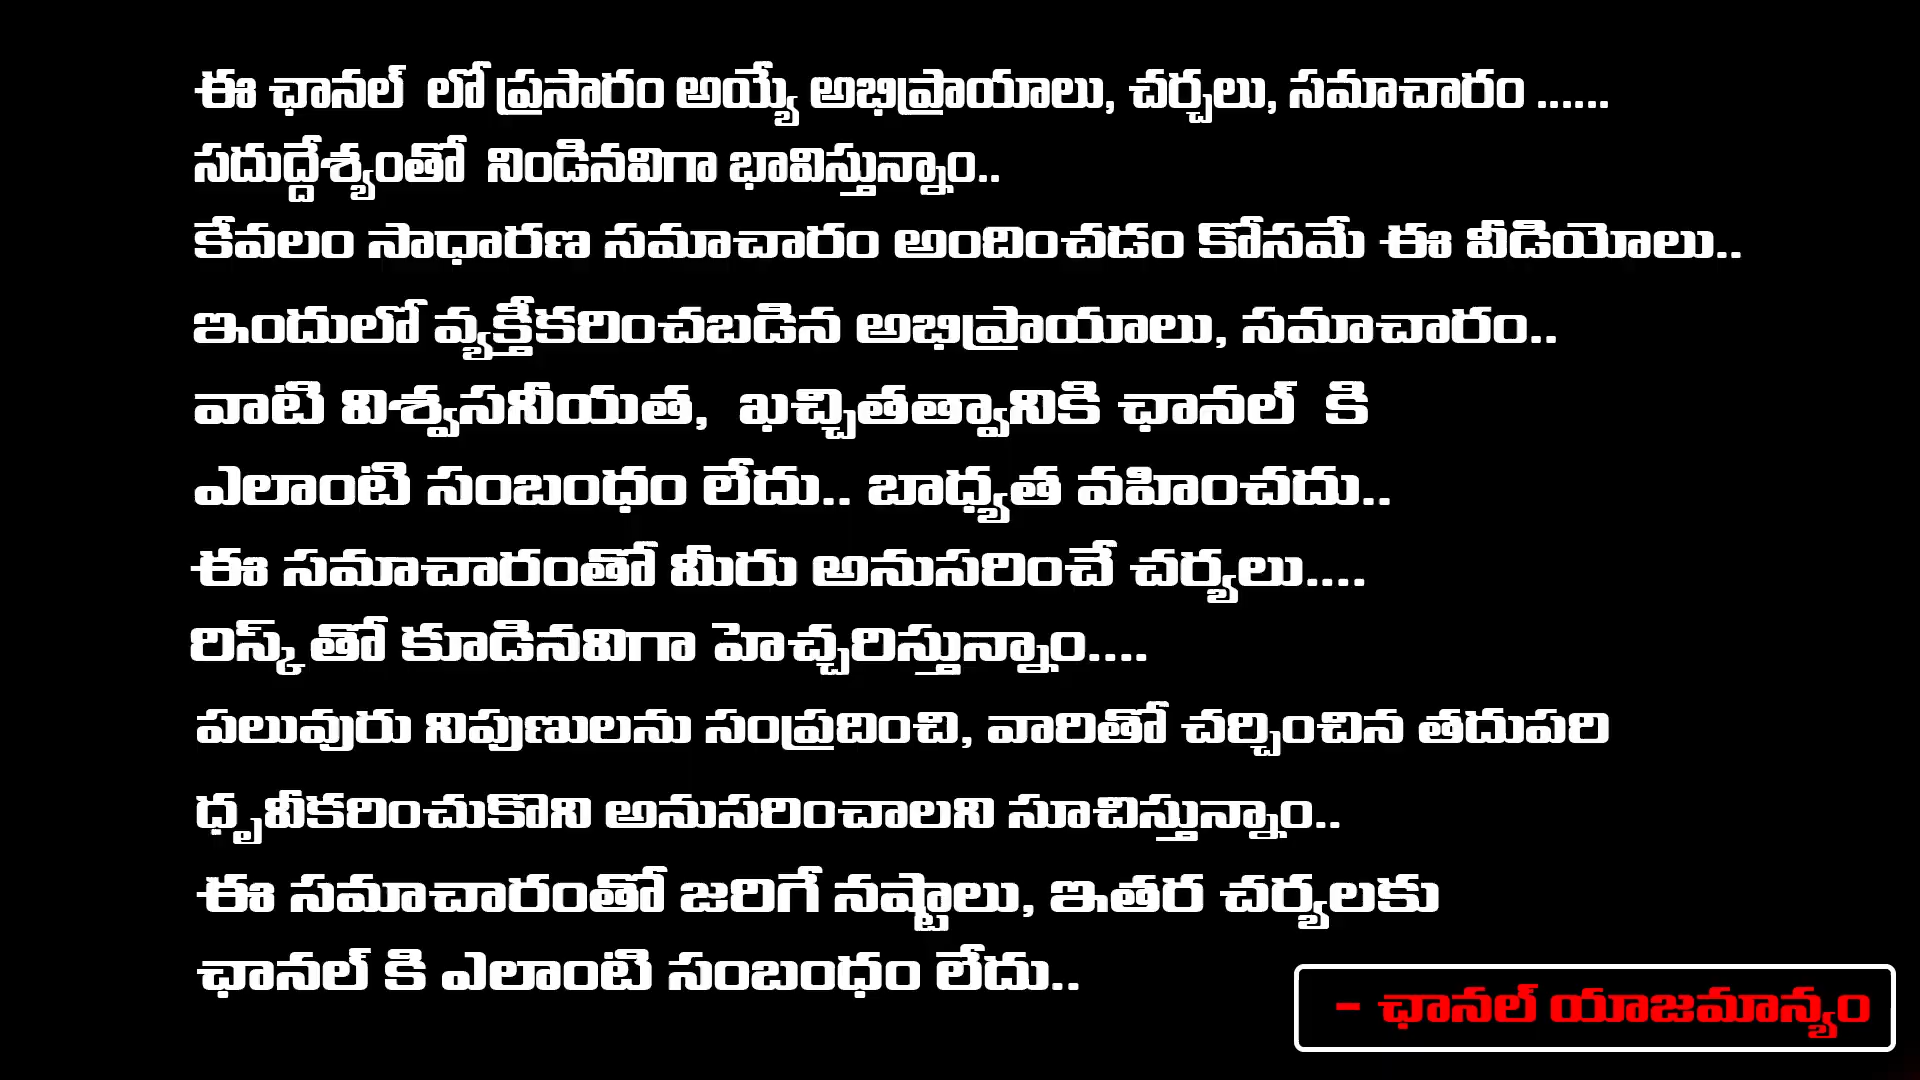 ఈ ఛానల్ లో ప్రసారం అయ్యే అభిప్రాయాలు, చర్చలు, సమాచారం ......
సదుద్దేశ్యంతో నిండినవిగా భావిస్తున్నాం..
కేవలం సాధారణ సమాచారం అందించడం కోసమే ఈ వీడియోలు..
ఇందులో వ్యక్తీకరించబడిన అభిప్రాయాలు, సమాచారం..
వాటి విశ్వసనీయత, ఖచ్చితత్వానికి ఛానల్ కి
ఎలాంటి సంబంధం లేదు.. బాధ్యత వహించదు..
ఈ సమాచారంతో మీరు అనుసరించే చర్యలు....
రిస్క్ తో కూడినవిగా హెచ్చరిస్తున్నాం....
పలువురు నిపుణులను సంప్రదించి, వారితో చర్చించిన తదుపరి
ధృవీకరించుకొని అనుసరించాలని సూచిస్తున్నాం..
ఈ సమాచారంతో జరిగే నష్టాలు, ఇతర చర్యలకు
ఛానల్ కి ఎలాంటి సంబంధం లేదు..
- ఛానల్ యాజమాన్యం